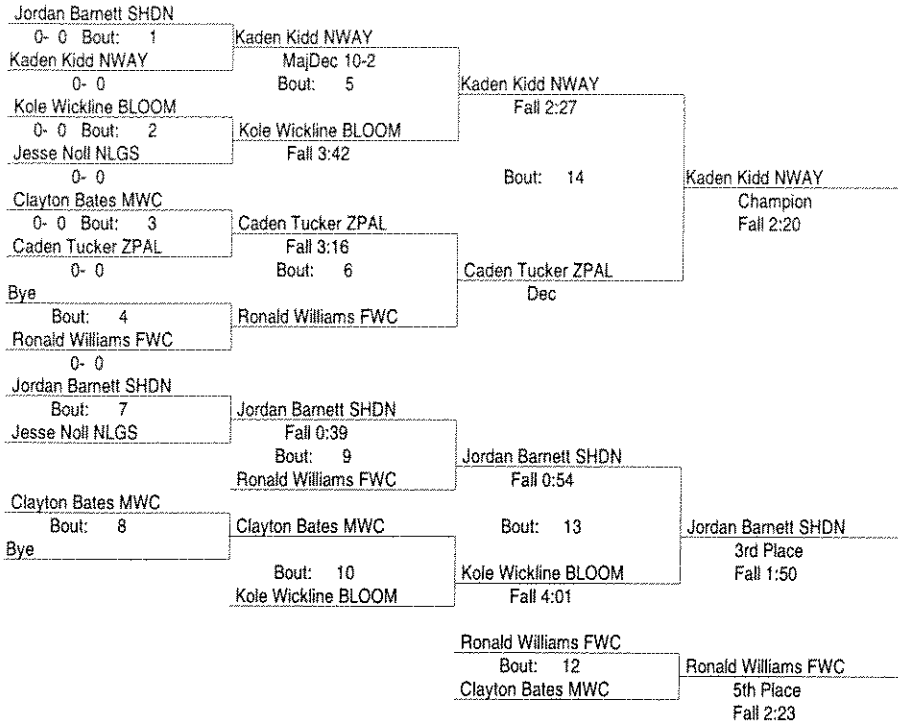 Jordan Barnett SHDN
0- 0 Bout: 1
Kaden Kidd NWAY
0- 0
Kole Wickline BLOOM
0- 0 Bout: 2
Jesse Noll NLGS
0- 0
Clayton Bates MWC
0- 0 Bout: 3
Caden Tucker ZPAL
0- 0
Bye
Bout: 4
Ronald Williams FWC
0- 0
Kaden Kidd NWAY
MajDec 10-2
Bout: 5
Kole Wickline BLOOM
Fall 3:42
Caden Tucker ZPAL
Fall 3:16
Bout: 6
Ronald Williams FWC
Kaden Kidd NWAY
Fall 2:27
Bout: 14
Caden Tucker ZPAL
Dec
Kaden Kidd NWAY
Champion
Fall 2:20
Jordan Barnett SHDN
Bout: 7
Jesse Noll NLGS
Clayton Bates MWC
Bout: 8
Bye
Jordan Barnett SHDN
Fall 0:39
Bout: 9
Ronald Williams FWC
Clayton Bates MWC
Bout: 10
Kole Wickline BLOOM
Jordan Barnett SHDN
Fall 0:54
Bout: 13
Kole Wickline BLOOM
Fall 4:01
Jordan Barnett SHDN
3rd Place
Fall 1:50
Ronald Williams FWC
Bout: 12
Clayton Bates MWC
Ronald Williams FWC
5th Place
Fall 2:23